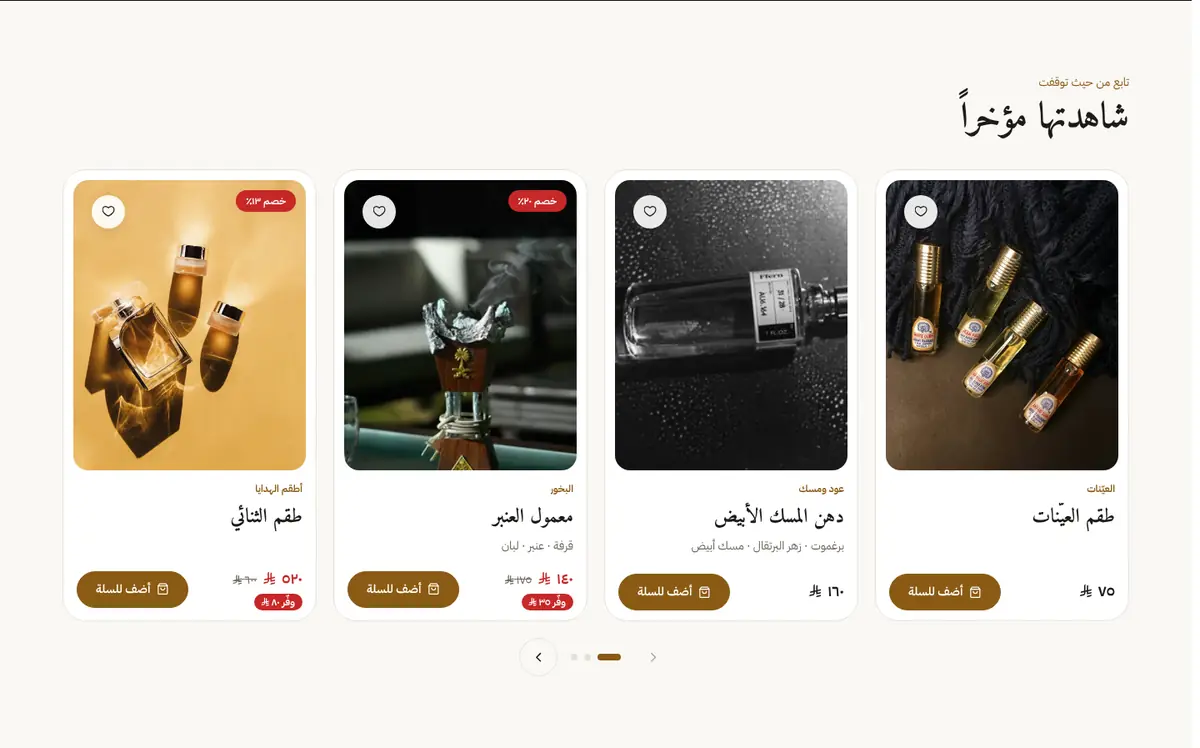 تابع من حيث توقفت
شاهدتها مؤخراً
العيّنات
طقم العيّنات
٧٥
أضف للسلة
عود ومسك
دهن المسك الأبيض
برغموت · زهر البرتقال · مسك أبيض
١٦٠
أضف للسلة
خصم ٢٠٪
البخور
معمول العنبر
قرفة · عنبر · لبان
١٤٠ ١٧٥
وفّر ٣٥
أضف للسلة
خصم ١٣٪
أطقم الهدايا
طقم الثنائي
٥٢٠ ٦٠٠
وفّر ٨٠
أضف للسلة